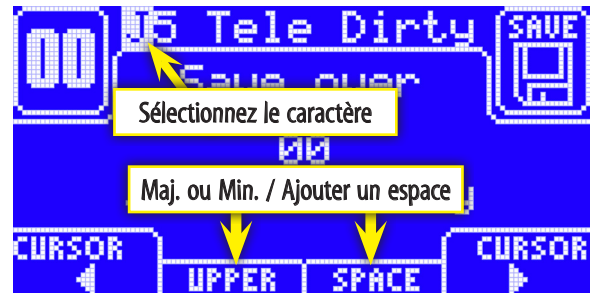 00 J5 Tele Dirty SAVE
Save over
Sélectionnez le caractère
00
Maj. ou Min. / Ajouter un espace
CURSOR CURSOR
UPPER SPACE